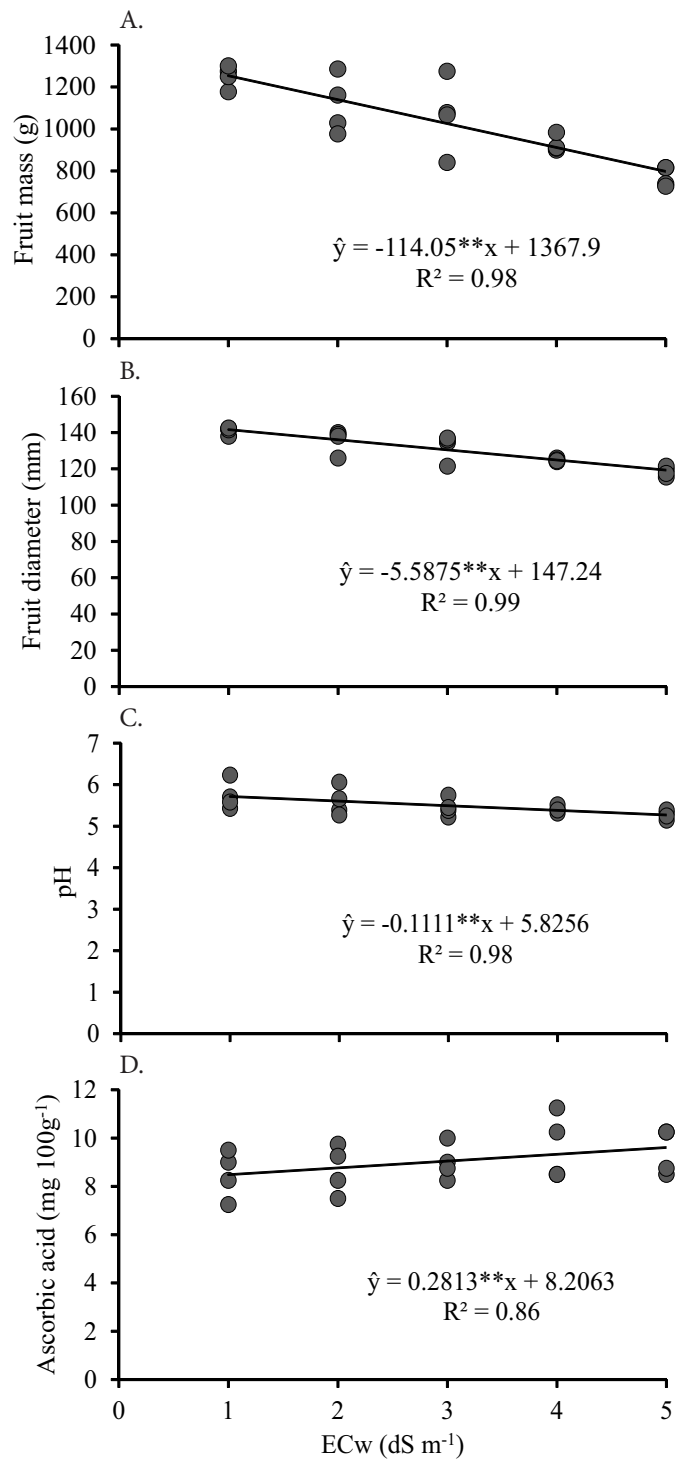 A.
1400
1200
1000
800
600
400
200
0
Fruit mass (g)
ŷ = -114.05**x + 1367.9
R² = 0.98
B.
160
140
120
100
80
60
40
20
0
Fruit diameter (mm)
ŷ = -5.5875**x + 147.24
R² = 0.99
C.
7
6
5
4
3
2
1
0
pH
ŷ = -0.1111**x + 5.8256
R² = 0.98
D.
12
10
8
6
4
2
0
Ascorbic acid (mg 100g⁻¹)
ŷ = 0.2813**x + 8.2063
R² = 0.86
0 1 2 3 4 5
ECw (dS m⁻¹)